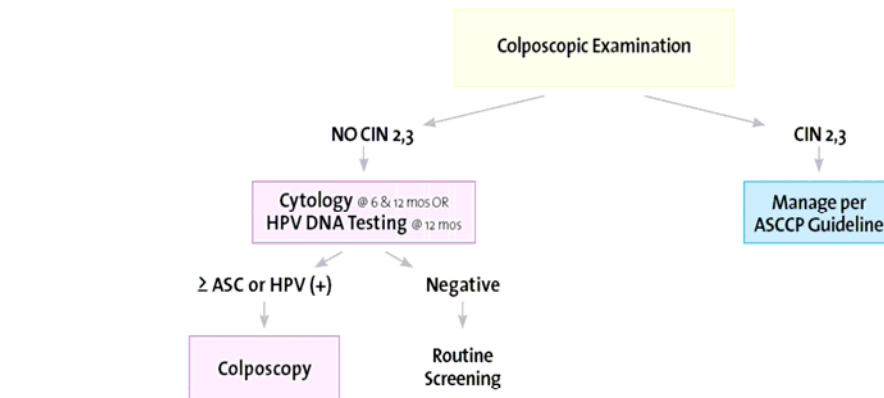 Colposcopic Examination
NO CIN 2,3
CIN 2,3
Cytology @ 6 & 12 mos OR
HPV DNA Testing @ 12 mos
Manage per
ASCCP Guideline
≥ ASC or HPV (+)
Negative
Colposcopy
Routine
Screening